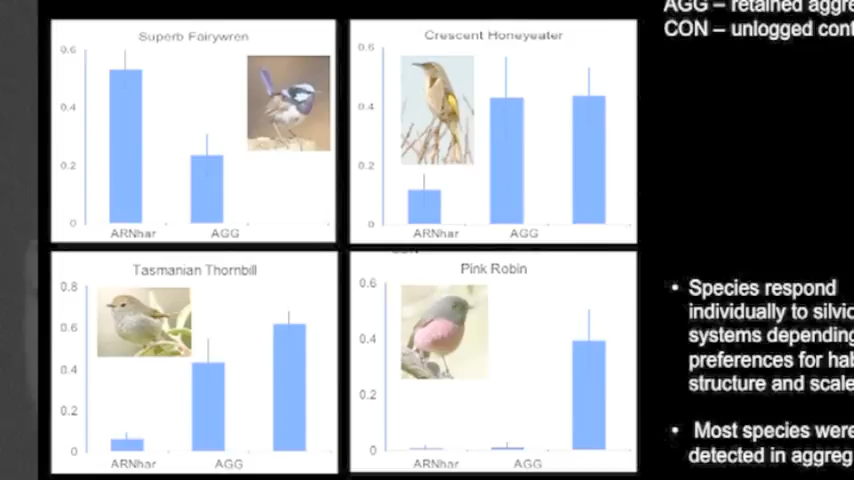 AGG – retained aggre
CON – unlogged cont
Superb Fairywren
0.6
0.4
0.2
0
ARNhar AGG
Crescent Honeyeater
0.6
0.4
0.2
0
ARNhar AGG
Tasmanian Thornbill
0.8
0.6
0.4
0.2
0
ARNhar AGG
Pink Robin
0.6
0.4
0.2
0
ARNhar AGG
• Species respond
individually to silvic
systems depending
preferences for hab
structure and scale
• Most species were
detected in aggreg